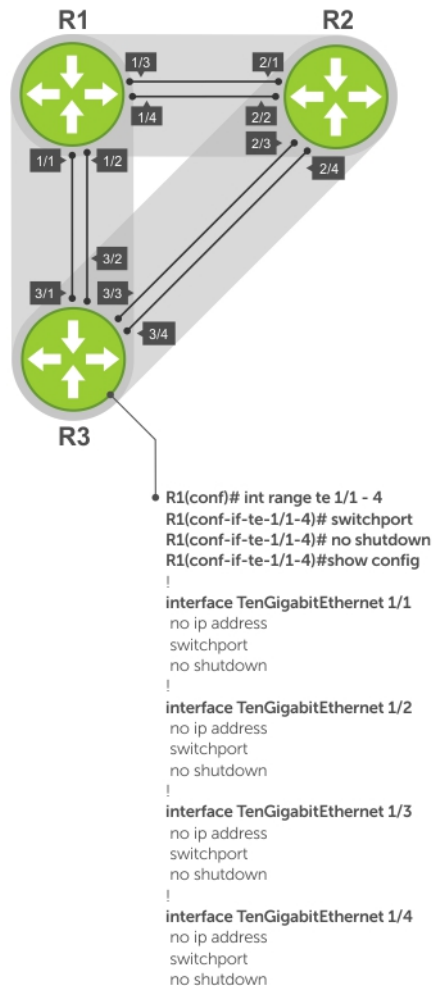 R1
R2
1/3
2/1
1/4
2/2
2/3
1/1
1/2
2/4
3/2
3/1
3/3
3/4
R3
R1(conf)# int range te 1/1 - 4
R1(conf-if-te-1/1-4)# switchport
R1(conf-if-te-1/1-4)# no shutdown
R1(conf-if-te-1/1-4)#show config
!
interface TenGigabitEthernet 1/1
no ip address
switchport
no shutdown
!
interface TenGigabitEthernet 1/2
no ip address
switchport
no shutdown
!
interface TenGigabitEthernet 1/3
no ip address
switchport
no shutdown
!
interface TenGigabitEthernet 1/4
no ip address
switchport
no shutdown